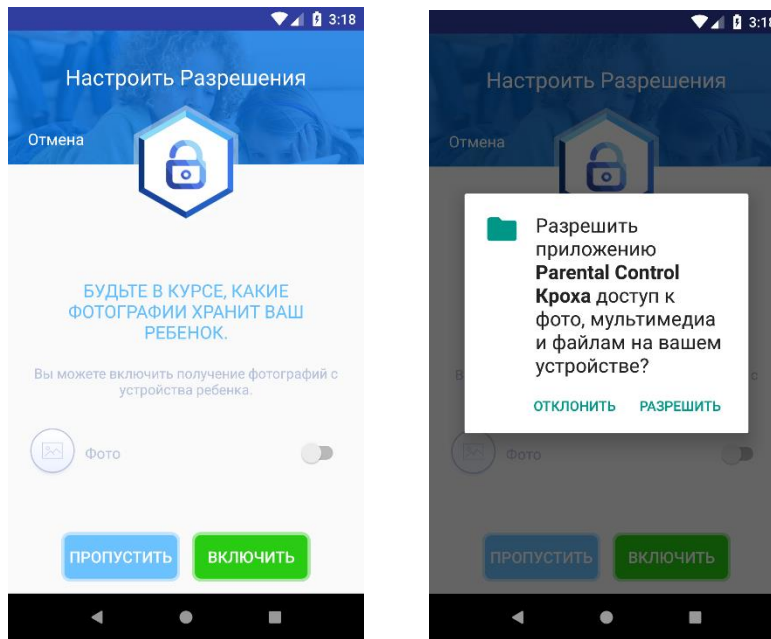 3:18
Настроить Разрешения
Отмена
БУДЬТЕ В КУРСЕ, КАКИЕ
ФОТОГРАФИИ ХРАНИТ ВАШ
РЕБЕНОК.
Вы можете включить получение фотографий с
устройства ребенка.
Фото
ПРОПУСТИТЬ ВКЛЮЧИТЬ
3:18
Настроить Разрешения
Отмена
Разрешить
приложению
Parental Control
Кроха доступ к
фото, мультимедиа
и файлам на вашем
устройстве?
ОТКЛОНИТЬ РАЗРЕШИТЬ
В
с
Фото
ПРОПУСТИТЬ ВКЛЮЧИТЬ